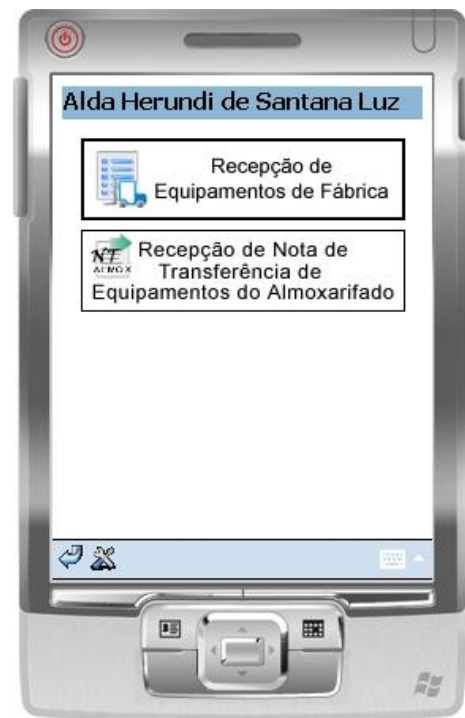 Alda Herundi de Santana Luz
Recepção de
Equipamentos de Fábrica
NT
ALMOX
Recepção de Nota de
Transferência de
Equipamentos do Almoxarifado